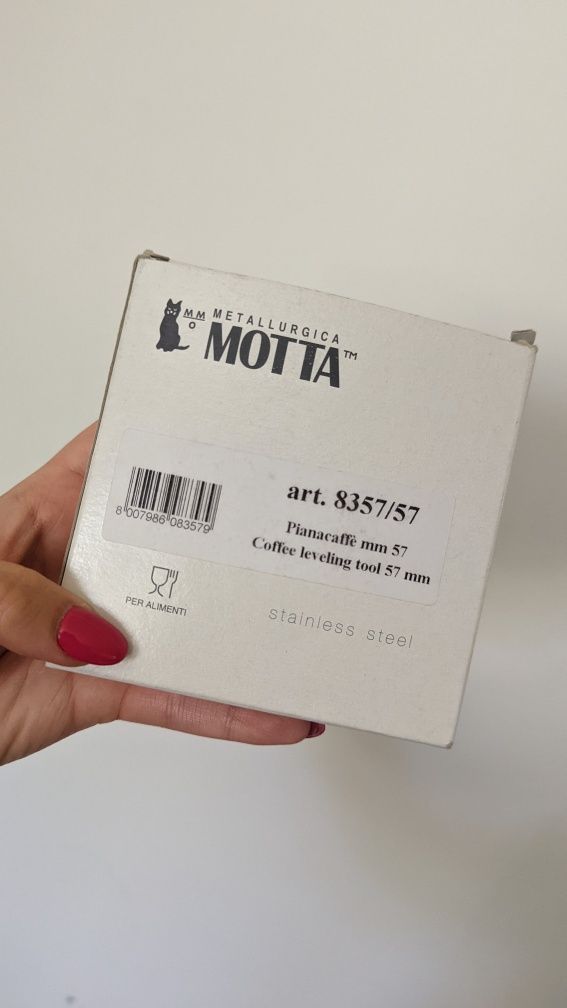 MM
O
METALLURGICA
MOTTA™
8 007986 083579
art. 8357/57
Pianacaffè mm 57
Coffee leveling tool 57 mm
PER ALIMENTI
stainless steel